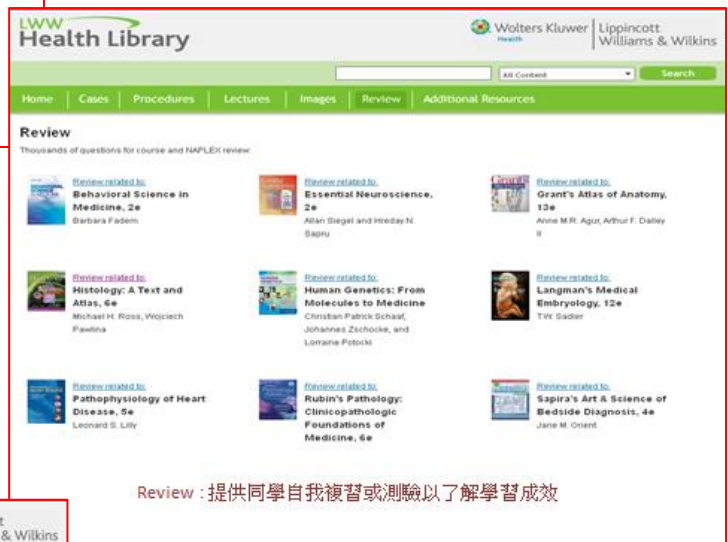 LWW
Health Library
Wolters Kluwer
Health
Lippincott
Williams & Wilkins
All Content
Search
Home
Cases
Procedures
Lectures
Images
Review
Additional Resources
Review
Thousands of questions for course and NAPLEX review
Review related to:
Behavioral Science in
Medicine, 2e
Barbara Fadem
Review related to:
Essential Neuroscience,
2e
Allan Siegel and Hreday N.
Sapru
Grant's
Review related to:
Grant's Atlas of Anatomy,
13e
Anne M.R. Agur, Arthur F. Dalley
II
Review related to:
Histology: A Text and
Atlas, 6e
Michael H. Ross, Wojciech
Pawlina
Review related to:
Human Genetics: From
Molecules to Medicine
Christian Patrick Schaaf,
Johannes Zschocke, and
Lorraine Potocki
Review related to:
Langman's Medical
Embryology, 12e
T.W. Sadler
Review related to:
Pathophysiology of Heart
Disease, 5e
Leonard S. Lilly
Review related to:
Rubin's Pathology:
Clinicopathologic
Foundations of
Medicine, 6e
Review related to:
Sapira's Art & Science of
Bedside Diagnosis, 4e
Jane M. Orient
Review : 提供同學自我複習或測驗以了解學習成效
t
& Wilkins